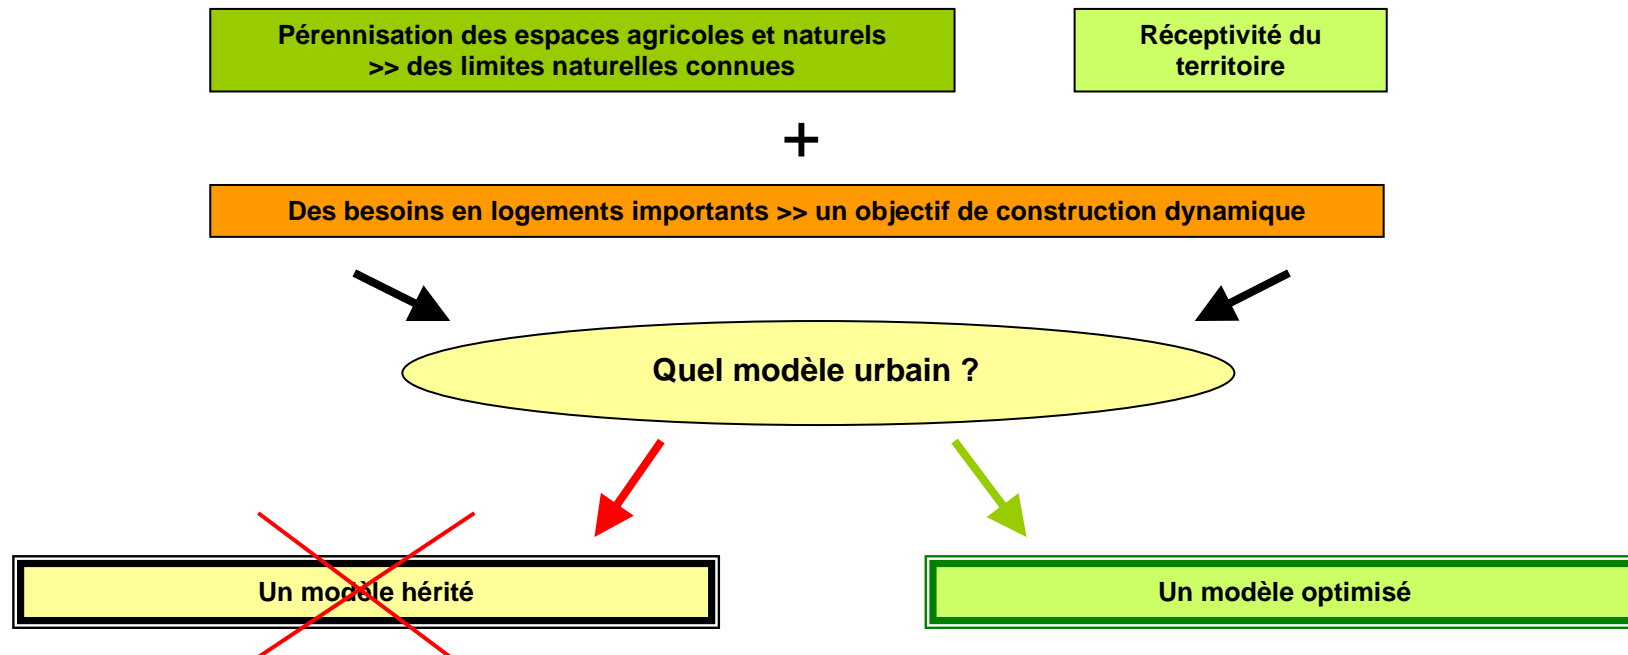 Pérennisation des espaces agricoles et naturels
>> des limites naturelles connues
Réceptivité du
territoire
+
Des besoins en logements importants >> un objectif de construction dynamique
Quel modèle urbain ?
Un modèle hérité
Un modèle optimisé